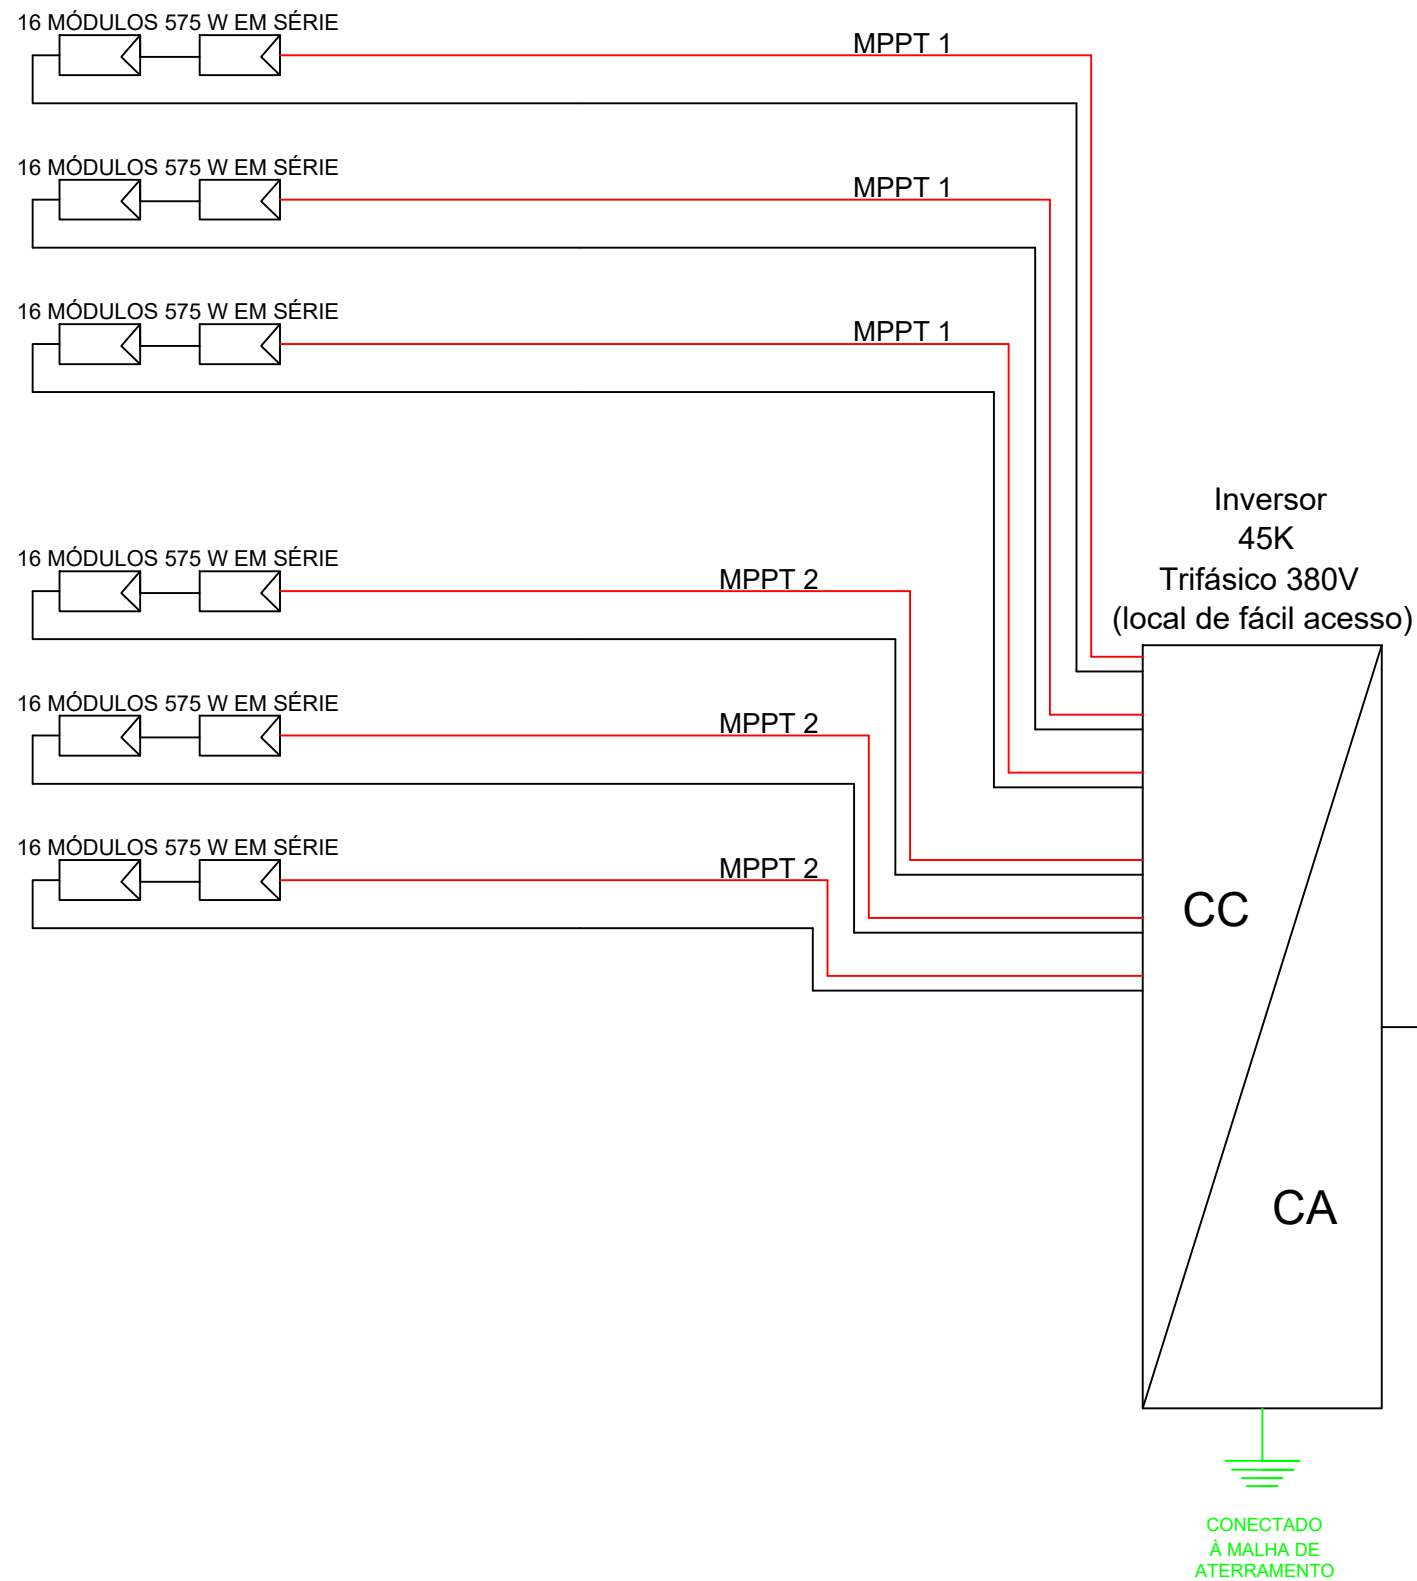 16 MÓDULOS 575 W EM SÉRIE
MPPT 1
16 MÓDULOS 575 W EM SÉRIE
MPPT 1
16 MÓDULOS 575 W EM SÉRIE
MPPT 1
Inversor
45K
Trifásico 380V
(local de fácil acesso)
16 MÓDULOS 575 W EM SÉRIE
MPPT 2
16 MÓDULOS 575 W EM SÉRIE
MPPT 2
16 MÓDULOS 575 W EM SÉRIE
MPPT 2
CC
CA
CONECTADO
À MALHA DE
ATERRAMENTO